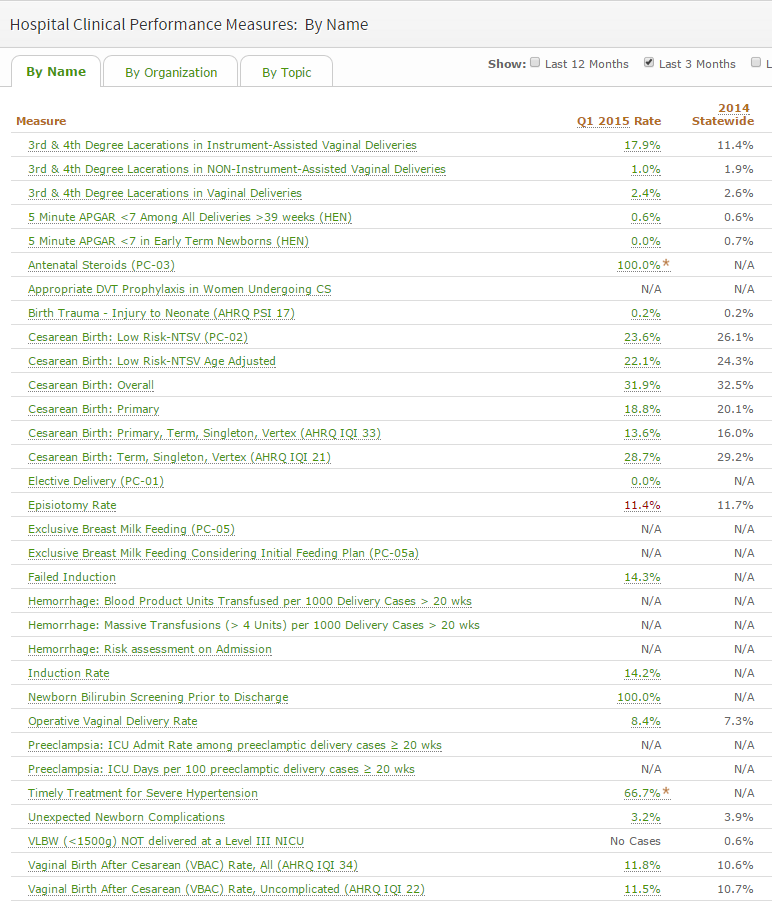 Hospital Clinical Performance Measures: By Name
By Name By Organization By Topic Show: Last 12 Months Last 3 Months L
Measure Q1 2015 Rate 2014 Statewide
3rd & 4th Degree Lacerations in Instrument-Assisted Vaginal Deliveries 17.9% 11.4%
3rd & 4th Degree Lacerations in NON-Instrument-Assisted Vaginal Deliveries 1.0% 1.9%
3rd & 4th Degree Lacerations in Vaginal Deliveries 2.4% 2.6%
5 Minute APGAR <7 Among All Deliveries >39 weeks (HEN) 0.6% 0.6%
5 Minute APGAR <7 in Early Term Newborns (HEN) 0.0% 0.7%
Antenatal Steroids (PC-03) 100.0%* N/A
Appropriate DVT Prophylaxis in Women Undergoing CS N/A N/A
Birth Trauma - Injury to Neonate (AHRQ PSI 17) 0.2% 0.2%
Cesarean Birth: Low Risk-NTSV (PC-02) 23.6% 26.1%
Cesarean Birth: Low Risk-NTSV Age Adjusted 22.1% 24.3%
Cesarean Birth: Overall 31.9% 32.5%
Cesarean Birth: Primary 18.8% 20.1%
Cesarean Birth: Primary, Term, Singleton, Vertex (AHRQ IQI 33) 13.6% 16.0%
Cesarean Birth: Term, Singleton, Vertex (AHRQ IQI 21) 28.7% 29.2%
Elective Delivery (PC-01) 0.0% N/A
Episiotomy Rate 11.4% 11.7%
Exclusive Breast Milk Feeding (PC-05) N/A N/A
Exclusive Breast Milk Feeding Considering Initial Feeding Plan (PC-05a) N/A N/A
Failed Induction 14.3% N/A
Hemorrhage: Blood Product Units Transfused per 1000 Delivery Cases > 20 wks N/A N/A
Hemorrhage: Massive Transfusions (> 4 Units) per 1000 Delivery Cases > 20 wks N/A N/A
Hemorrhage: Risk assessment on Admission N/A N/A
Induction Rate 14.2% N/A
Newborn Bilirubin Screening Prior to Discharge 100.0% N/A
Operative Vaginal Delivery Rate 8.4% 7.3%
Preeclampsia: ICU Admit Rate among preeclamptic delivery cases ≥ 20 wks N/A N/A
Preeclampsia: ICU Days per 100 preeclamptic delivery cases ≥ 20 wks N/A N/A
Timely Treatment for Severe Hypertension 66.7%* N/A
Unexpected Newborn Complications 3.2% 3.9%
VLBW (<1500g) NOT delivered at a Level III NICU No Cases 0.6%
Vaginal Birth After Cesarean (VBAC) Rate, All (AHRQ IQI 34) 11.8% 10.6%
Vaginal Birth After Cesarean (VBAC) Rate, Uncomplicated (AHRQ IQI 22) 11.5% 10.7%